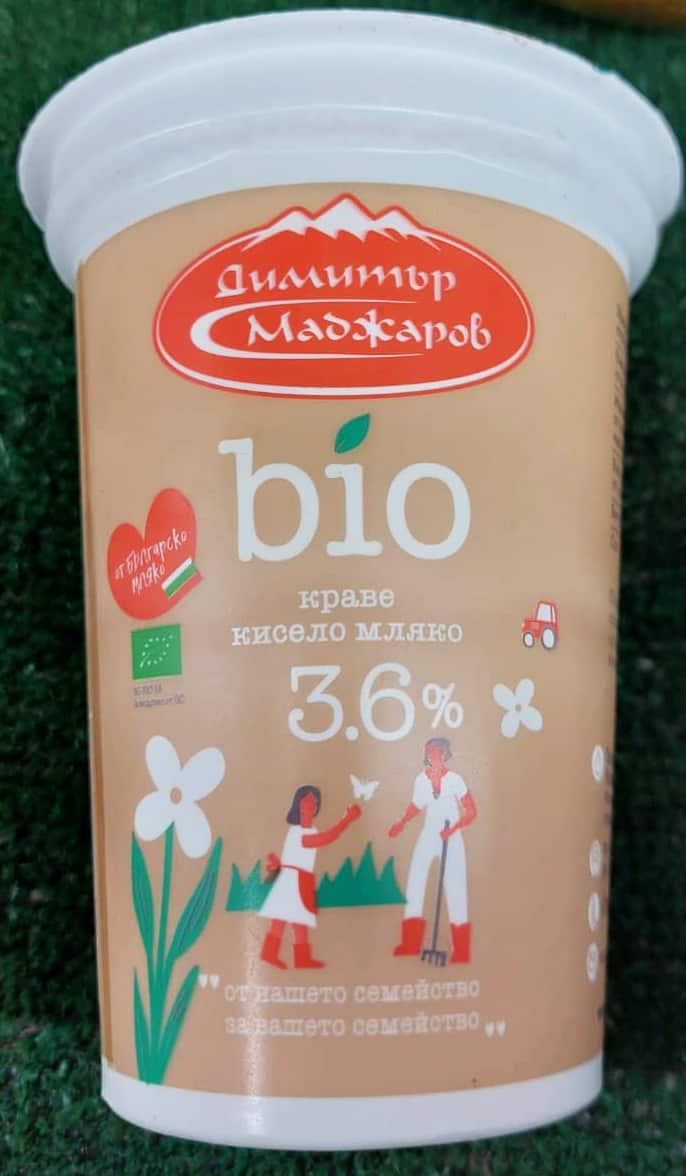 Димитър
Маджаров
bio
от българско
мляко
краве
кисело мляко
3.6%
от нашето семейство
за вашето семейство